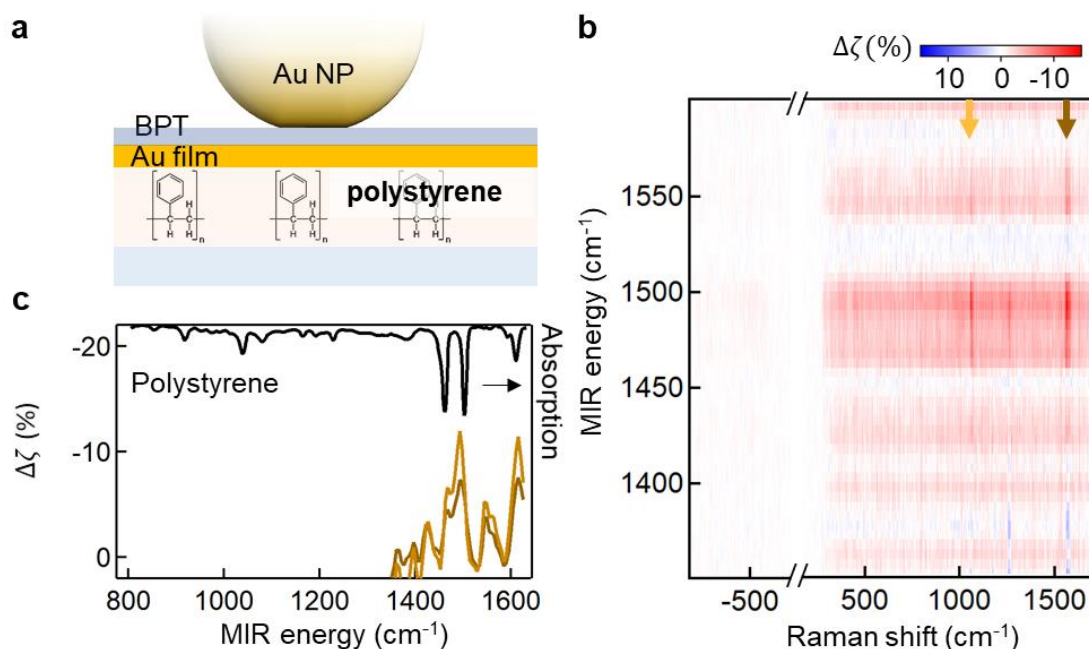 a
Au NP
BPT
Au film
polystyrene
H
C C
H H
n
H
C C
H H
n
H
C C
H H
n
b
Δζ(%)
10 0 -10
MIR energy (cm⁻¹)
1550
1500
1450
1400
-500 500 1000 1500
Raman shift (cm⁻¹)
c
Δζ (%)
-20
-10
0
Polystyrene
Absorption
800 1000 1200 1400 1600
MIR energy (cm⁻¹)